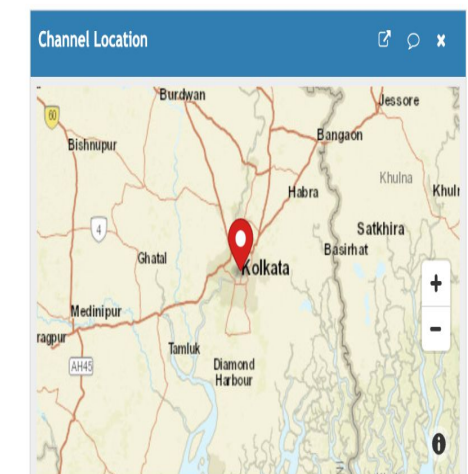 Channel Location
Burdwan
Jessore
60
Bishnupur
Bangaon
Khulna
Habra
4
Satkhira
Basirhat
Ghatal
Kolkata
Medinipur
ragpur
Tamluk
AH45
Diamond
Harbour